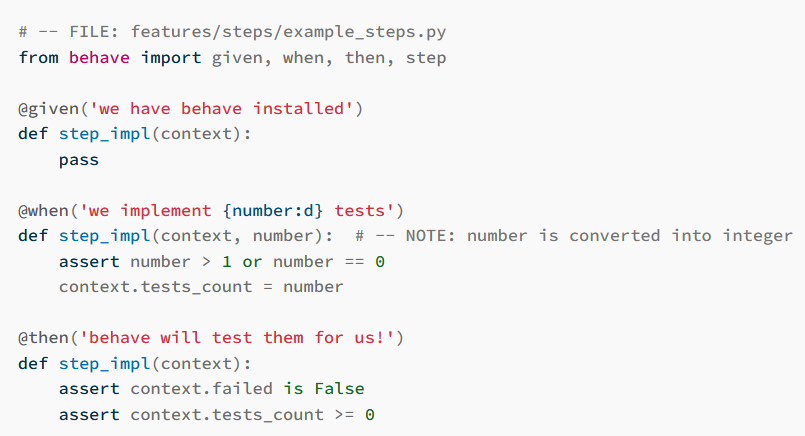 # -- FILE: features/steps/example_steps.py
from behave import given, when, then, step

@given('we have behave installed')
def step_impl(context):
    pass

@when('we implement {number:d} tests')
def step_impl(context, number):  # -- NOTE: number is converted into integer
    assert number > 1 or number == 0
    context.tests_count = number

@then('behave will test them for us!')
def step_impl(context):
    assert context.failed is False
    assert context.tests_count >= 0